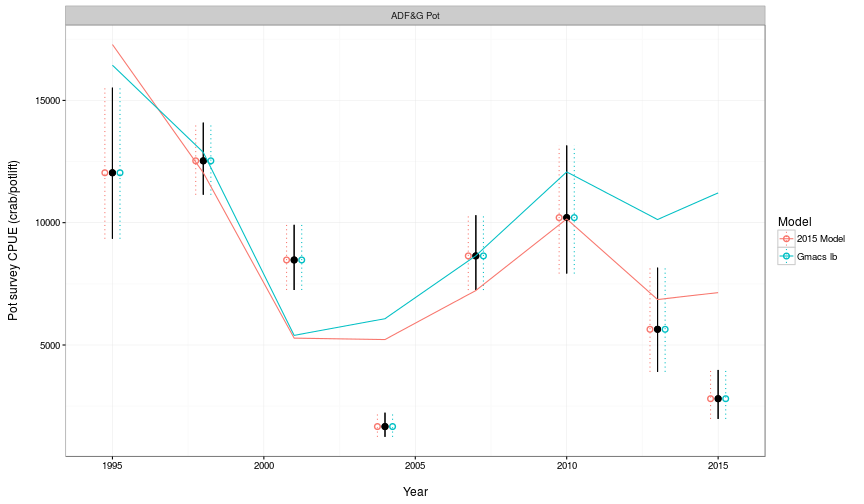 ADF&G Pot
Pot survey CPUE (crab/potlift)
15000
10000
5000
1995
2000
2005
2010
2015
Year
Model
2015 Model
Gmacs lb